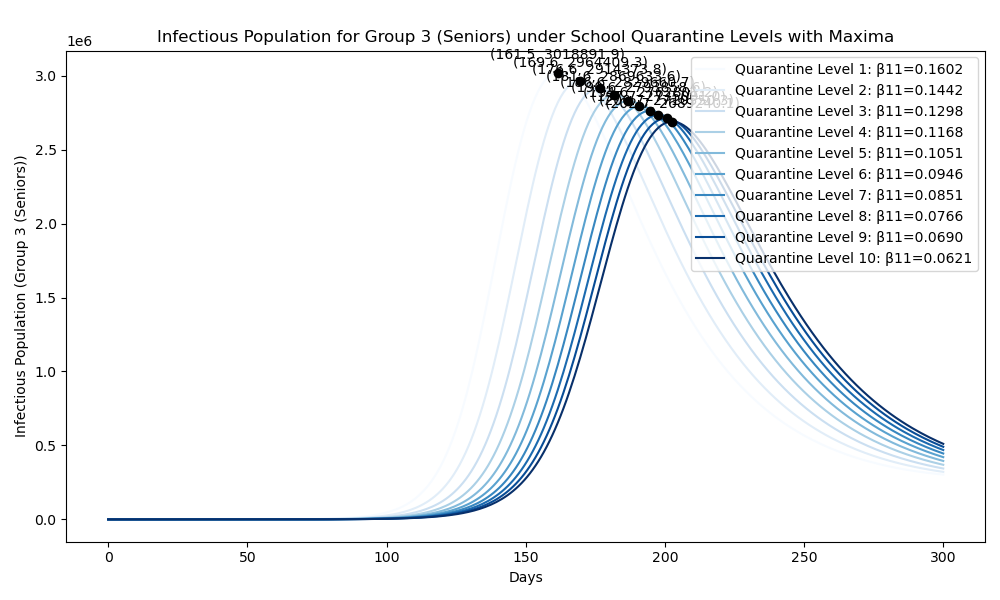 Infectious Population for Group 3 (Seniors) under School Quarantine Levels with Maxima
1e6
(161.5, 3018891.9)
(169.6, 2964409.3)
(176.6, 2914373.8)
3.0
2.5
2.0
1.5
1.0
0.5
0.0
Infectious Population (Group 3 (Seniors))
Quarantine Level 1: β11=0.1602
Quarantine Level 2: β11=0.1442
Quarantine Level 3: β11=0.1298
Quarantine Level 4: β11=0.1168
Quarantine Level 5: β11=0.1051
Quarantine Level 6: β11=0.0946
Quarantine Level 7: β11=0.0851
Quarantine Level 8: β11=0.0766
Quarantine Level 9: β11=0.0690
Quarantine Level 10: β11=0.0621
0 50 100 150 200 250 300
Days